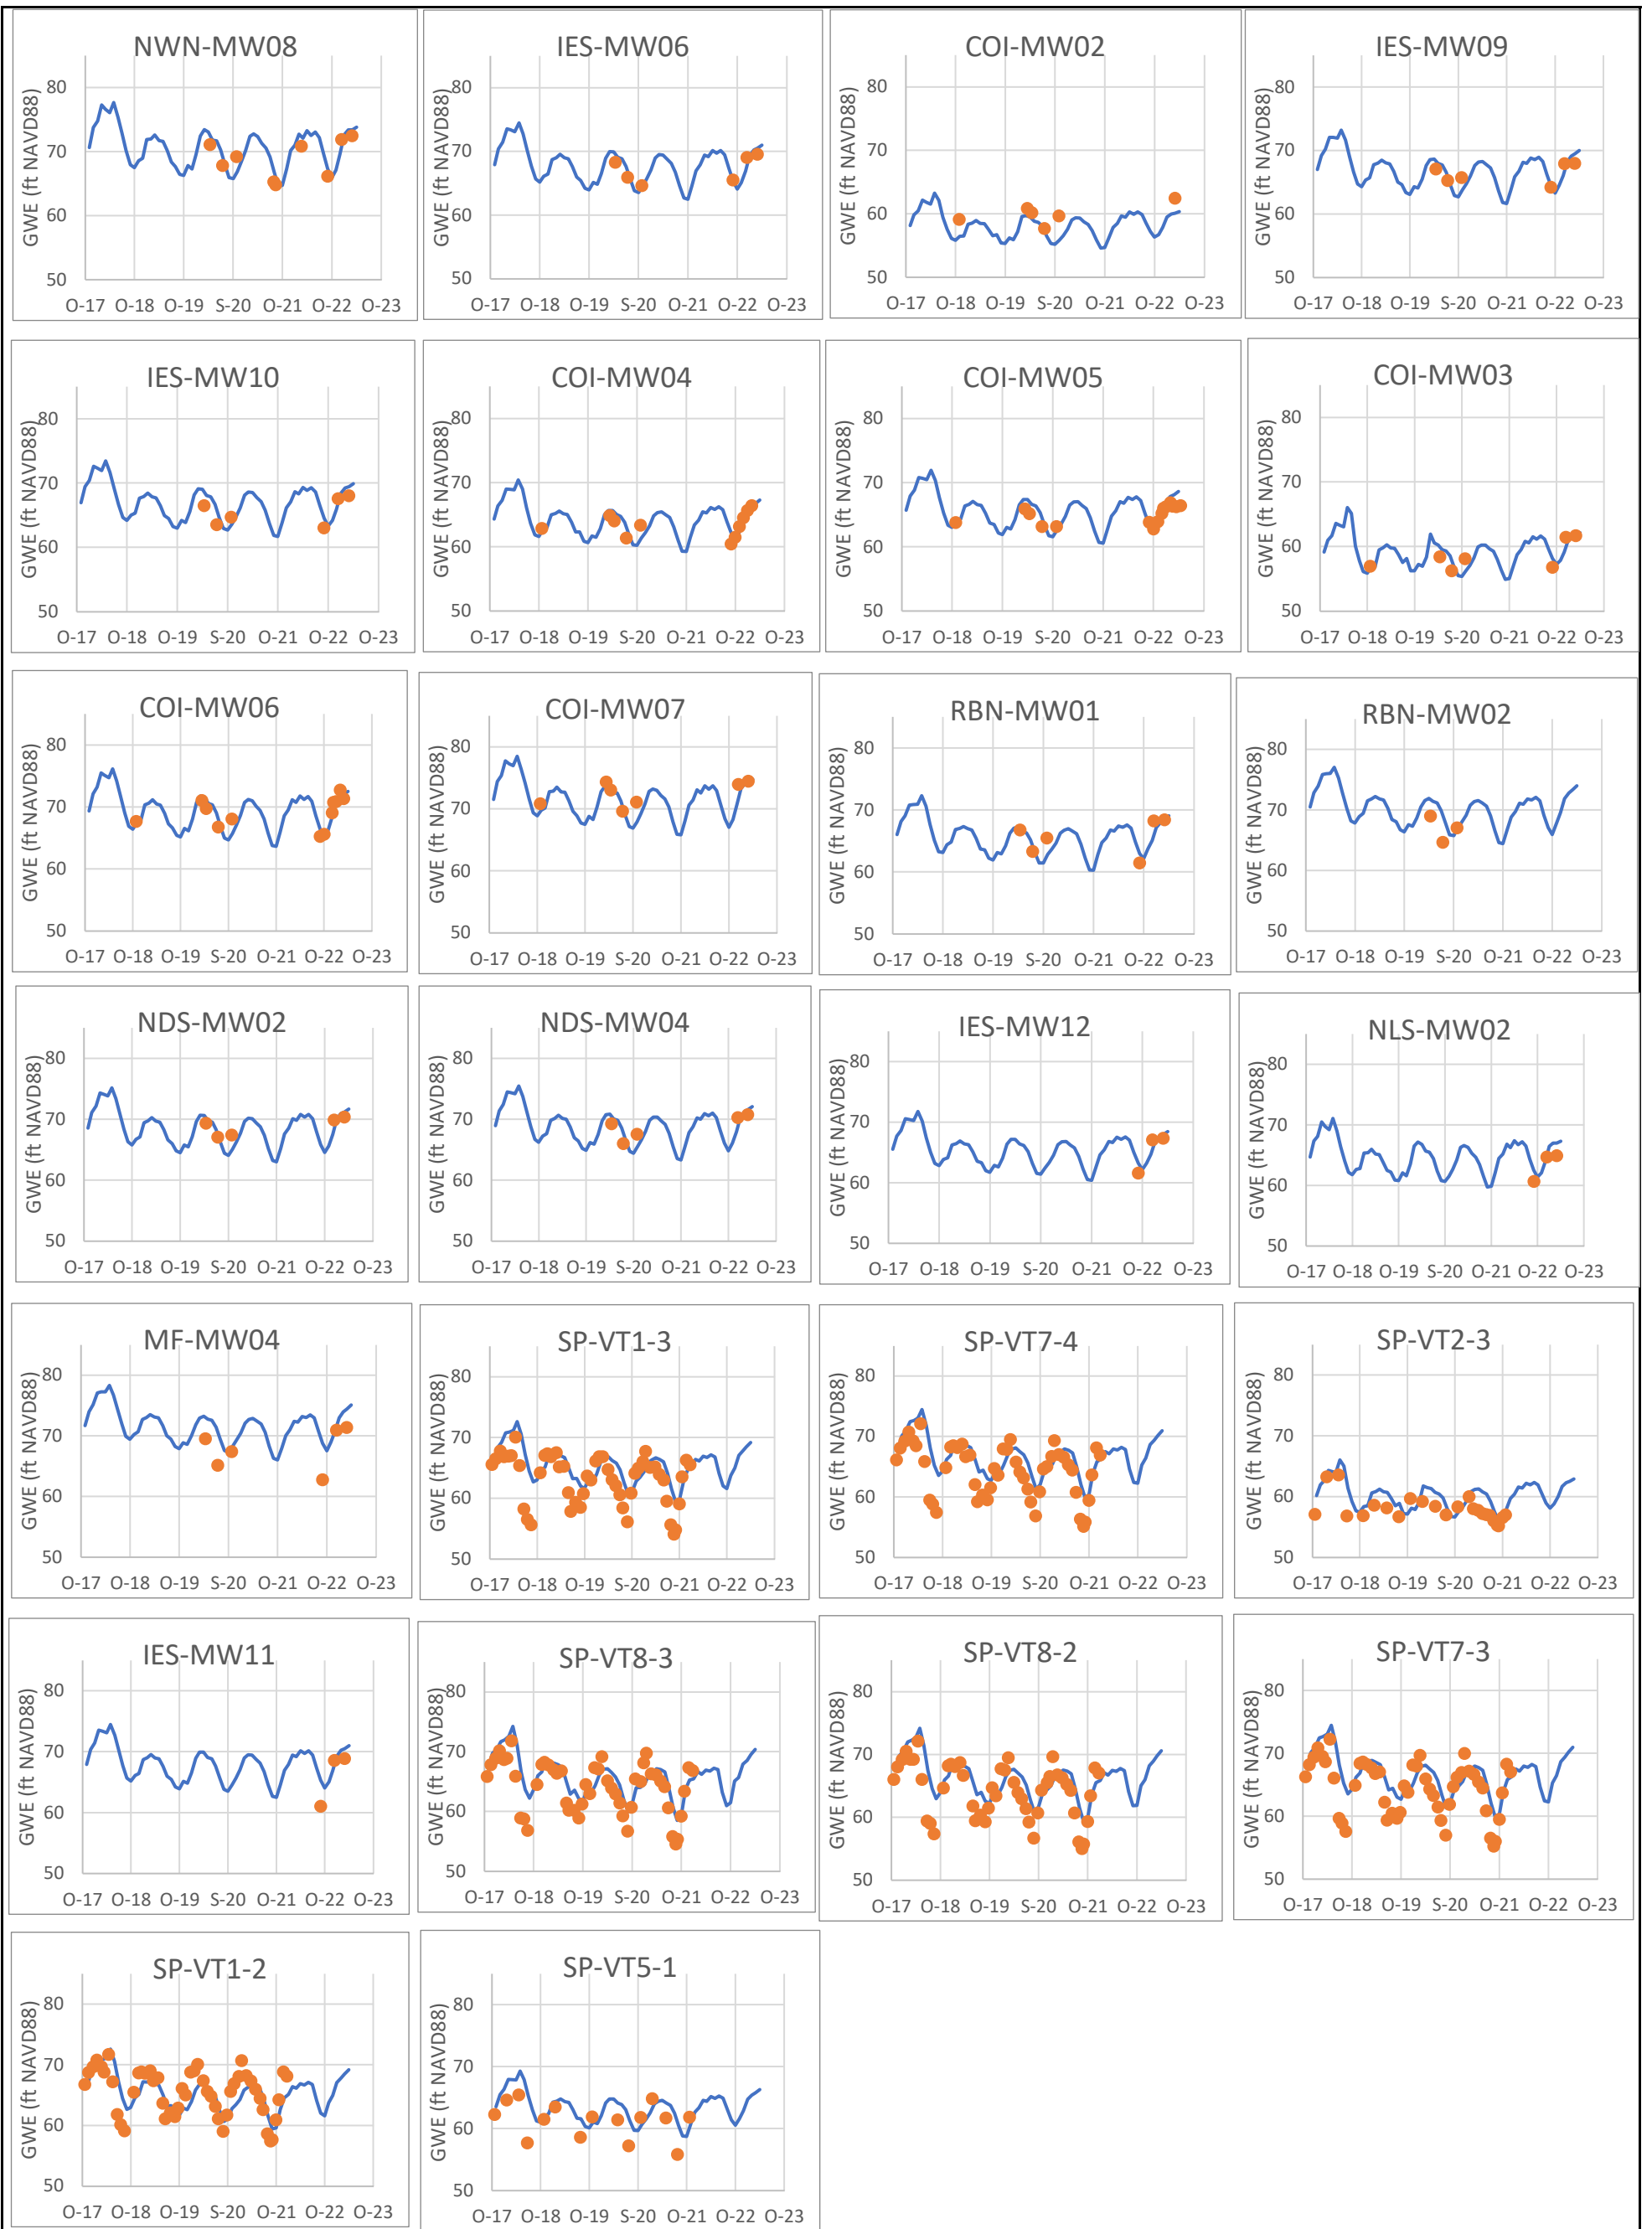 NWN-MW08
GWE (ft NAVD88)
80
70
60
50
O-17 O-18 O-19 S-20 O-21 O-22 O-23
IES-MW06
GWE (ft NAVD88)
80
70
60
50
O-17 O-18 O-19 S-20 O-21 O-22 O-23
COI-MW02
GWE (ft NAVD88)
80
70
60
50
O-17 O-18 O-19 S-20 O-21 O-22 O-23
IES-MW09
GWE (ft NAVD88)
80
70
60
50
O-17 O-18 O-19 S-20 O-21 O-22 O-23
IES-MW10
GWE (ft NAVD88)
80
70
60
50
O-17 O-18 O-19 S-20 O-21 O-22 O-23
COI-MW04
GWE (ft NAVD88)
80
70
60
50
O-17 O-18 O-19 S-20 O-21 O-22 O-23
COI-MW05
GWE (ft NAVD88)
80
70
60
50
O-17 O-18 O-19 S-20 O-21 O-22 O-23
COI-MW03
GWE (ft NAVD88)
80
70
60
50
O-17 O-18 O-19 S-20 O-21 O-22 O-23
COI-MW06
GWE (ft NAVD88)
80
70
60
50
O-17 O-18 O-19 S-20 O-21 O-22 O-23
COI-MW07
GWE (ft NAVD88)
80
70
60
50
O-17 O-18 O-19 S-20 O-21 O-22 O-23
RBN-MW01
GWE (ft NAVD88)
80
70
60
50
O-17 O-18 O-19 S-20 O-21 O-22 O-23
RBN-MW02
GWE (ft NAVD88)
80
70
60
50
O-17 O-18 O-19 S-20 O-21 O-22 O-23
NDS-MW02
GWE (ft NAVD88)
80
70
60
50
O-17 O-18 O-19 S-20 O-21 O-22 O-23
NDS-MW04
GWE (ft NAVD88)
80
70
60
50
O-17 O-18 O-19 S-20 O-21 O-22 O-23
IES-MW12
GWE (ft NAVD88)
80
70
60
50
O-17 O-18 O-19 S-20 O-21 O-22 O-23
NLS-MW02
GWE (ft NAVD88)
80
70
60
50
O-17 O-18 O-19 S-20 O-21 O-22 O-23
MF-MW04
GWE (ft NAVD88)
80
70
60
50
O-17 O-18 O-19 S-20 O-21 O-22 O-23
SP-VT1-3
GWE (ft NAVD88)
80
70
60
50
O-17 O-18 O-19 S-20 O-21 O-22 O-23
SP-VT7-4
GWE (ft NAVD88)
80
70
60
50
O-17 O-18 O-19 S-20 O-21 O-22 O-23
SP-VT2-3
GWE (ft NAVD88)
80
70
60
50
O-17 O-18 O-19 S-20 O-21 O-22 O-23
IES-MW11
GWE (ft NAVD88)
80
70
60
50
O-17 O-18 O-19 S-20 O-21 O-22 O-23
SP-VT8-3
GWE (ft NAVD88)
80
70
60
50
O-17 O-18 O-19 S-20 O-21 O-22 O-23
SP-VT8-2
GWE (ft NAVD88)
80
70
60
50
O-17 O-18 O-19 S-20 O-21 O-22 O-23
SP-VT7-3
GWE (ft NAVD88)
80
70
60
50
O-17 O-18 O-19 S-20 O-21 O-22 O-23
SP-VT1-2
GWE (ft NAVD88)
80
70
60
50
O-17 O-18 O-19 S-20 O-21 O-22 O-23
SP-VT5-1
GWE (ft NAVD88)
80
70
60
50
O-17 O-18 O-19 S-20 O-21 O-22 O-23